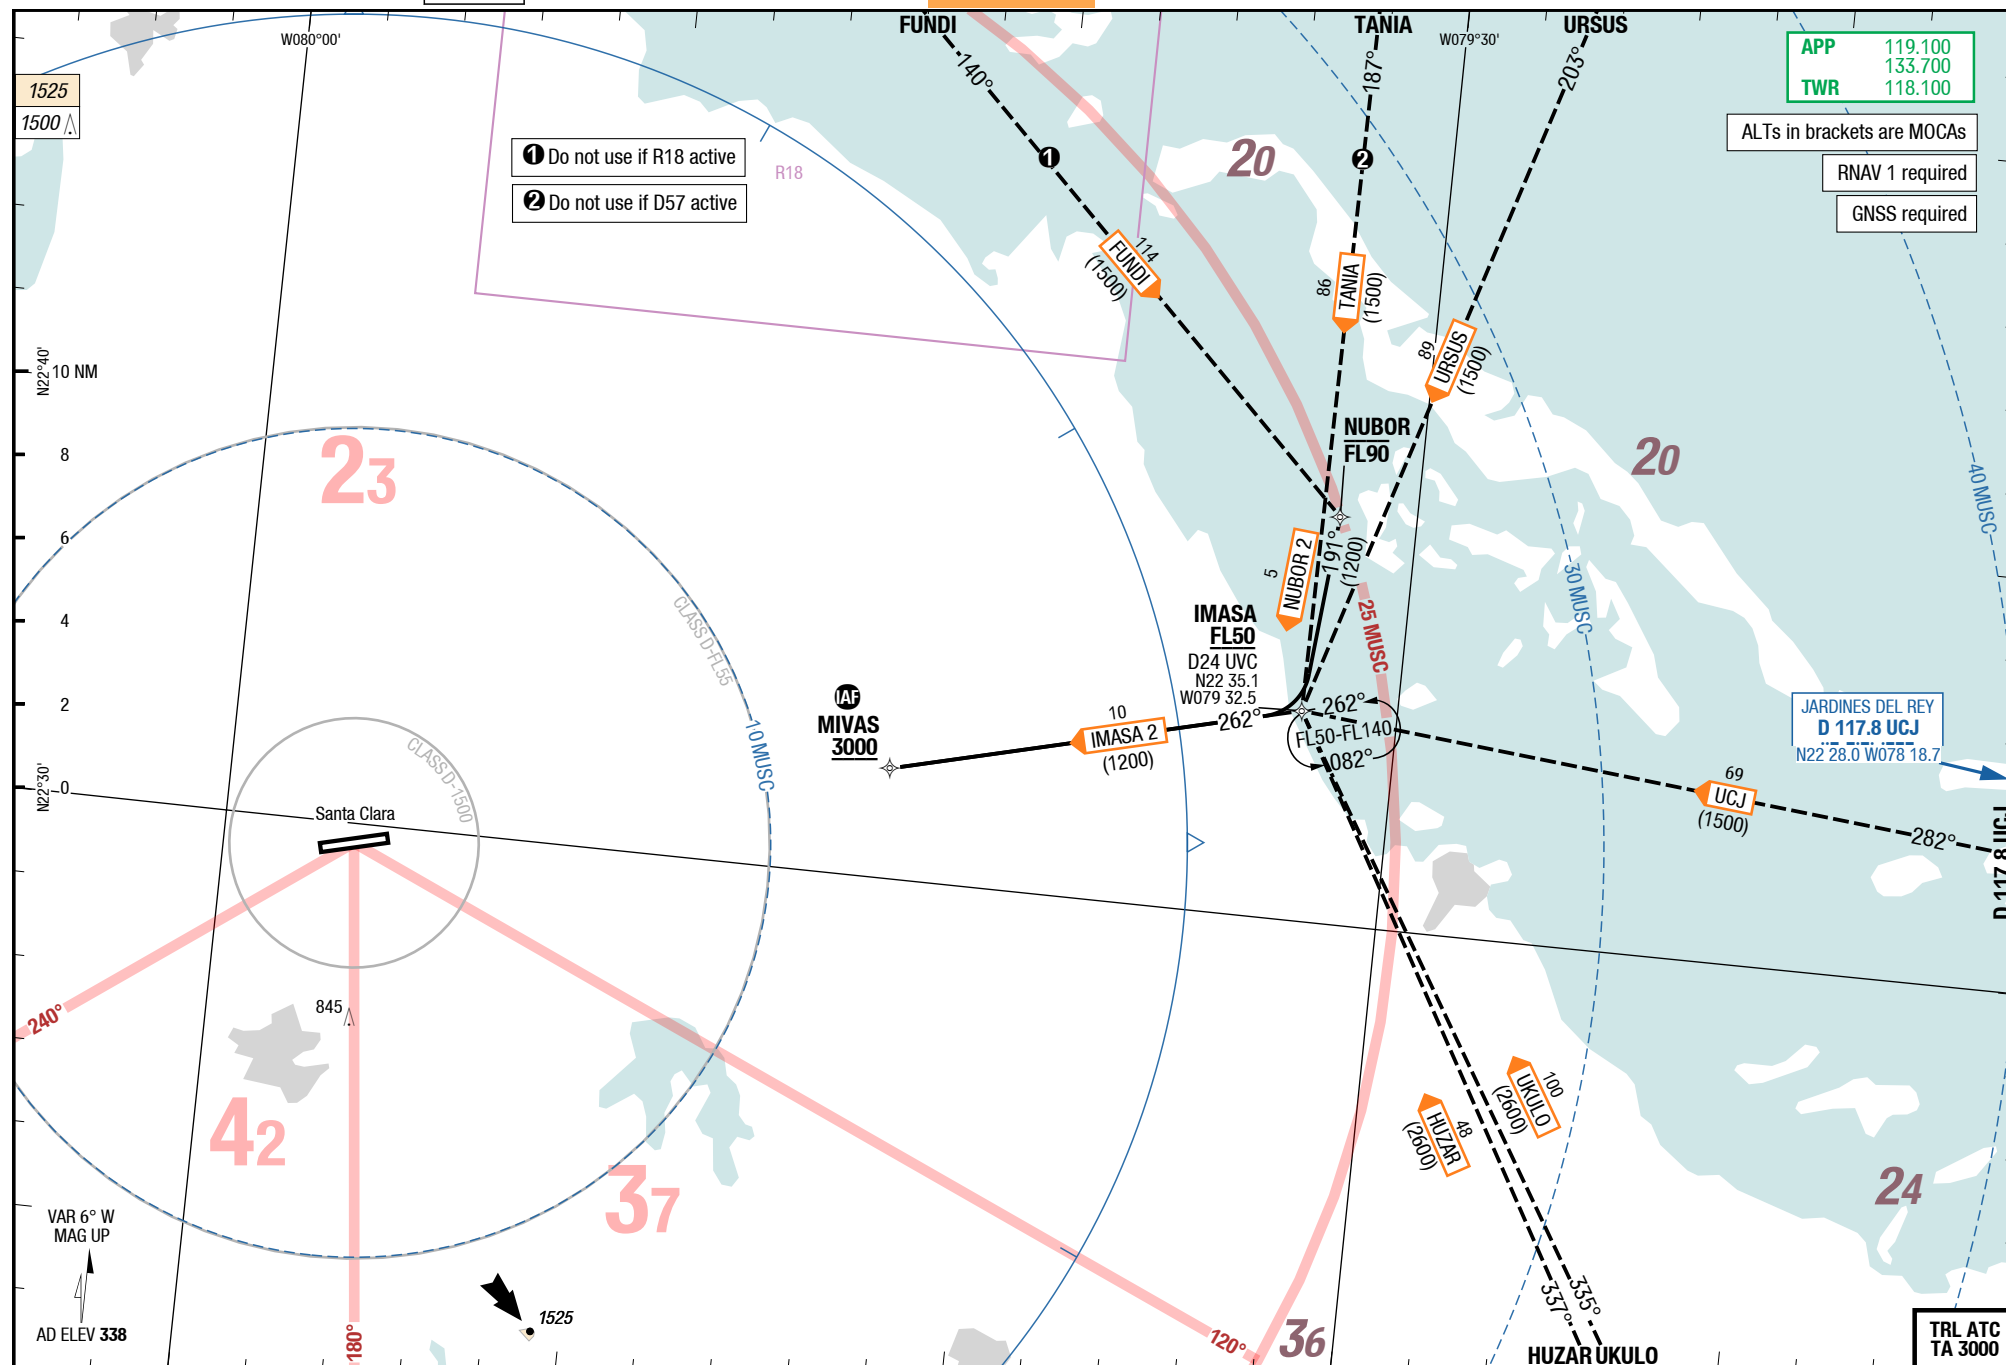 FUNDI
TANIA
URSUS
W080°00'
W079°30'
140°
187°
203°
APP 119.100
133.700
TWR 118.100
1525
1500
ALTs in brackets are MOCAs
RNAV 1 required
GNSS required
1 Do not use if R18 active
2 Do not use if D57 active
R18
1
2
20
FUNDI
114
(1500)
TANIA
86
(1500)
URSUS
89
(1500)
N22°40'
10 NM
8
6
4
2
0
N22°30'
23
NUBOR
FL90
20
40 MUSC
30 MUSC
25 MUSC
10 MUSC
191°
(1200)
NUBOR 2
5
CLASS D-FL55
CLASS D-1500
IMASA
FL50
D24 UVC
N22 35.1
W079 32.5
262°
FL50-FL140
082°
IAF
MIVAS
3000
10
IMASA 2
(1200)
262°
JARDINES DEL REY
D 117.8 UCJ
N22 28.0 W078 18.7
69
UCJ
(1500)
282°
D 117.8 UCJ
Santa Clara
240°
845
42
37
180°
120°
36
24
UKULO
100
(2600)
HUZAR
48
(2600)
337°
335°
HUZAR
UKULO
VAR 6° W
MAG UP
AD ELEV 338
1525
TRL ATC
TA 3000